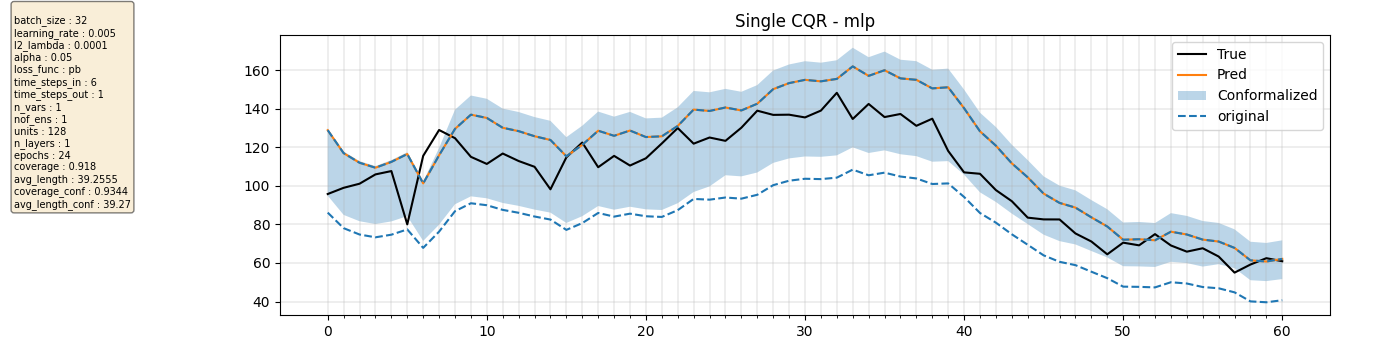 Single CQR - mlp
batch_size : 32
learning_rate : 0.005
l2_lambda : 0.0001
alpha : 0.05
loss_func : pb
time_steps_in : 6
time_steps_out : 1
n_vars : 1
nof_ens : 1
units : 128
n_layers : 1
epochs : 24
coverage : 0.918
avg_length : 39.2555
coverage_conf : 0.9344
avg_length_conf : 39.27
160
140
120
100
80
60
40
0 10 20 30 40 50 60
True
Pred
Conformalized
original